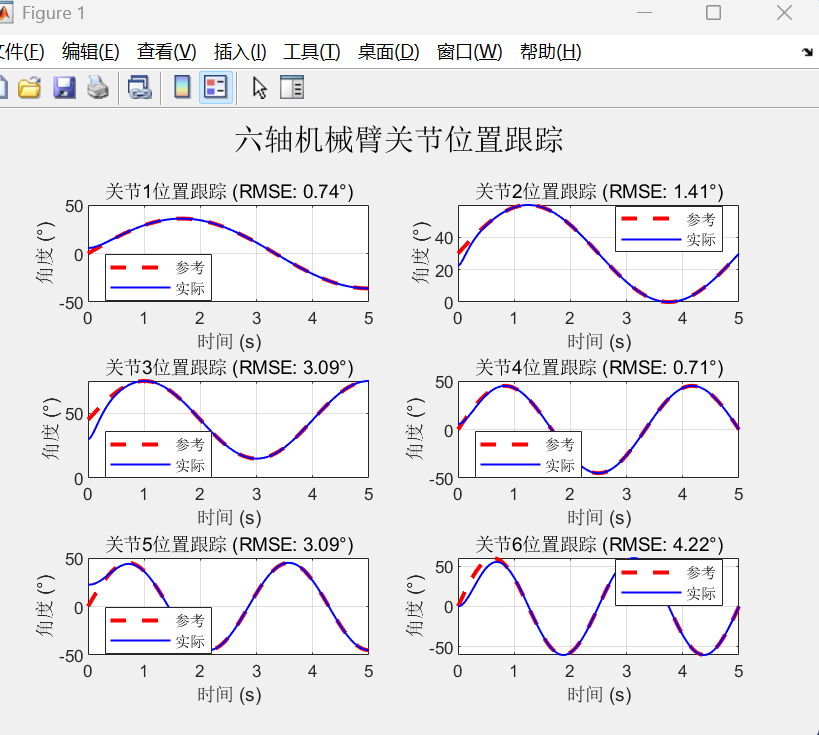 Figure 1
文件(F) 编辑(E) 查看(V) 插入(I) 工具(T) 桌面(D) 窗口(W) 帮助(H)
六轴机械臂关节位置跟踪
关节1位置跟踪 (RMSE: 0.74°)
50
0
-50
角度 (°)
参考
实际
0 1 2 3 4 5
时间 (s)
关节2位置跟踪 (RMSE: 1.41°)
40
20
0
角度 (°)
参考
实际
0 1 2 3 4 5
时间 (s)
关节3位置跟踪 (RMSE: 3.09°)
50
0
角度 (°)
参考
实际
0 1 2 3 4 5
时间 (s)
关节4位置跟踪 (RMSE: 0.71°)
50
0
-50
角度 (°)
参考
实际
0 1 2 3 4 5
时间 (s)
关节5位置跟踪 (RMSE: 3.09°)
50
0
-50
角度 (°)
参考
实际
0 1 2 3 4 5
时间 (s)
关节6位置跟踪 (RMSE: 4.22°)
50
0
-50
角度 (°)
参考
实际
0 1 2 3 4 5
时间 (s)